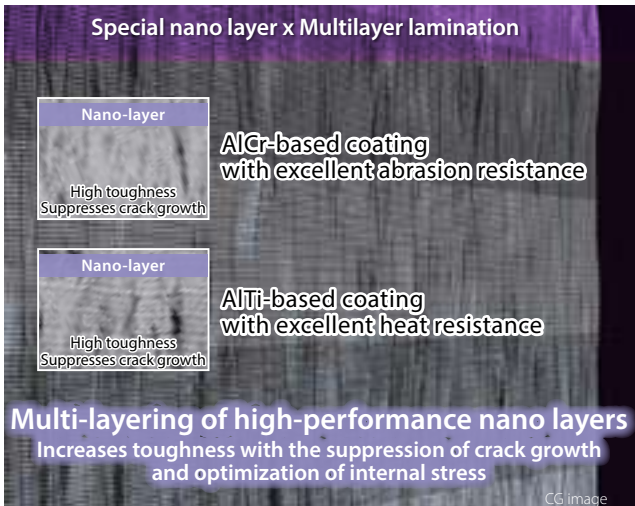 Special nano layer x Multilayer lamination
Nano-layer
High toughness
Suppresses crack growth
AlCr-based coating
with excellent abrasion resistance
Nano-layer
High toughness
Suppresses crack growth
AlTi-based coating
with excellent heat resistance
Multi-layering of high-performance nano layers
Increases toughness with the suppression of crack growth
and optimization of internal stress
CG image